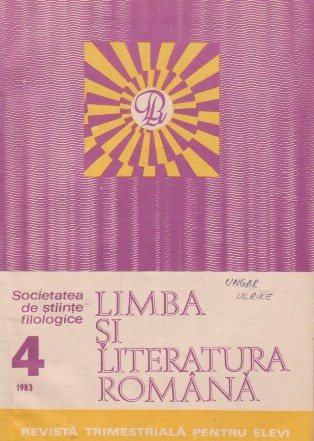 Societatea
de științe
filologice
4
1983
UNGAR
ULRIKE
LIMBA
ȘI
LITERATURA
ROMÂNĂ
REVISTĂ TRIMESTRIALĂ PENTRU ELEVI